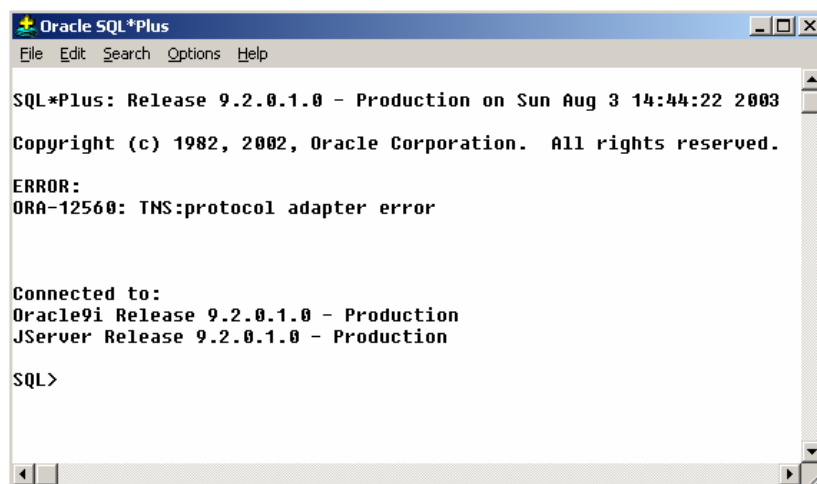 Oracle SQL*Plus
File Edit Search Options Help
SQL*Plus: Release 9.2.0.1.0 - Production on Sun Aug 3 14:44:22 2003
Copyright (c) 1982, 2002, Oracle Corporation.  All rights reserved.
ERROR:
ORA-12560: TNS:protocol adapter error
Connected to:
Oracle9i Release 9.2.0.1.0 - Production
JServer Release 9.2.0.1.0 - Production
SQL>